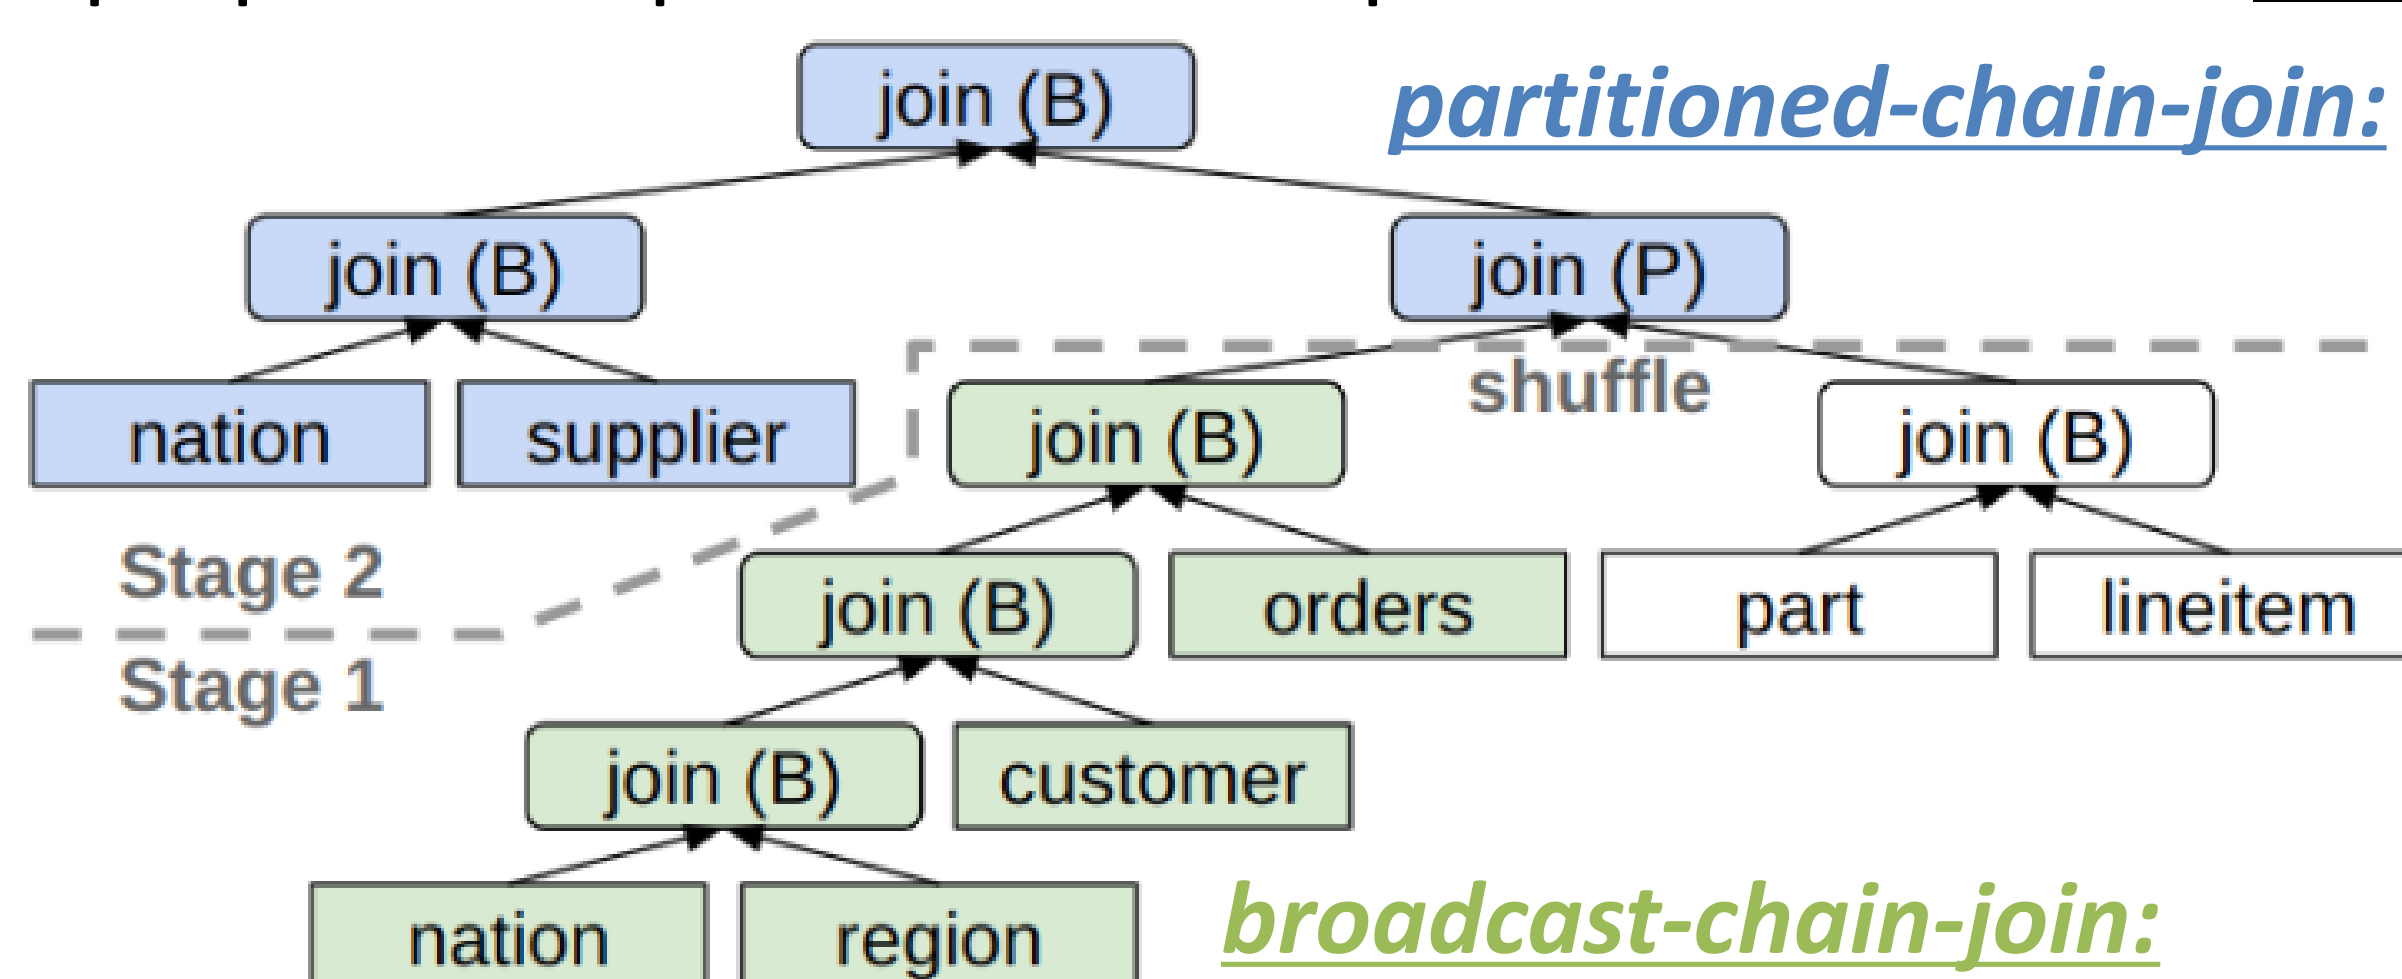 join (B)
partitioned-chain-join:
join (B)
join (P)
shuffle
nation
supplier
join (B)
join (B)
Stage 2
join (B)
orders
part
lineitem
Stage 1
join (B)
customer
nation
region
broadcast-chain-join: